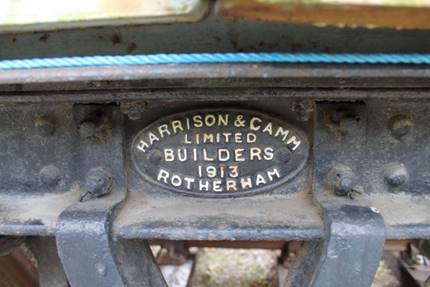 HARRISON & CAMM
LIMITED
BUILDERS
1913
ROTHERHAM